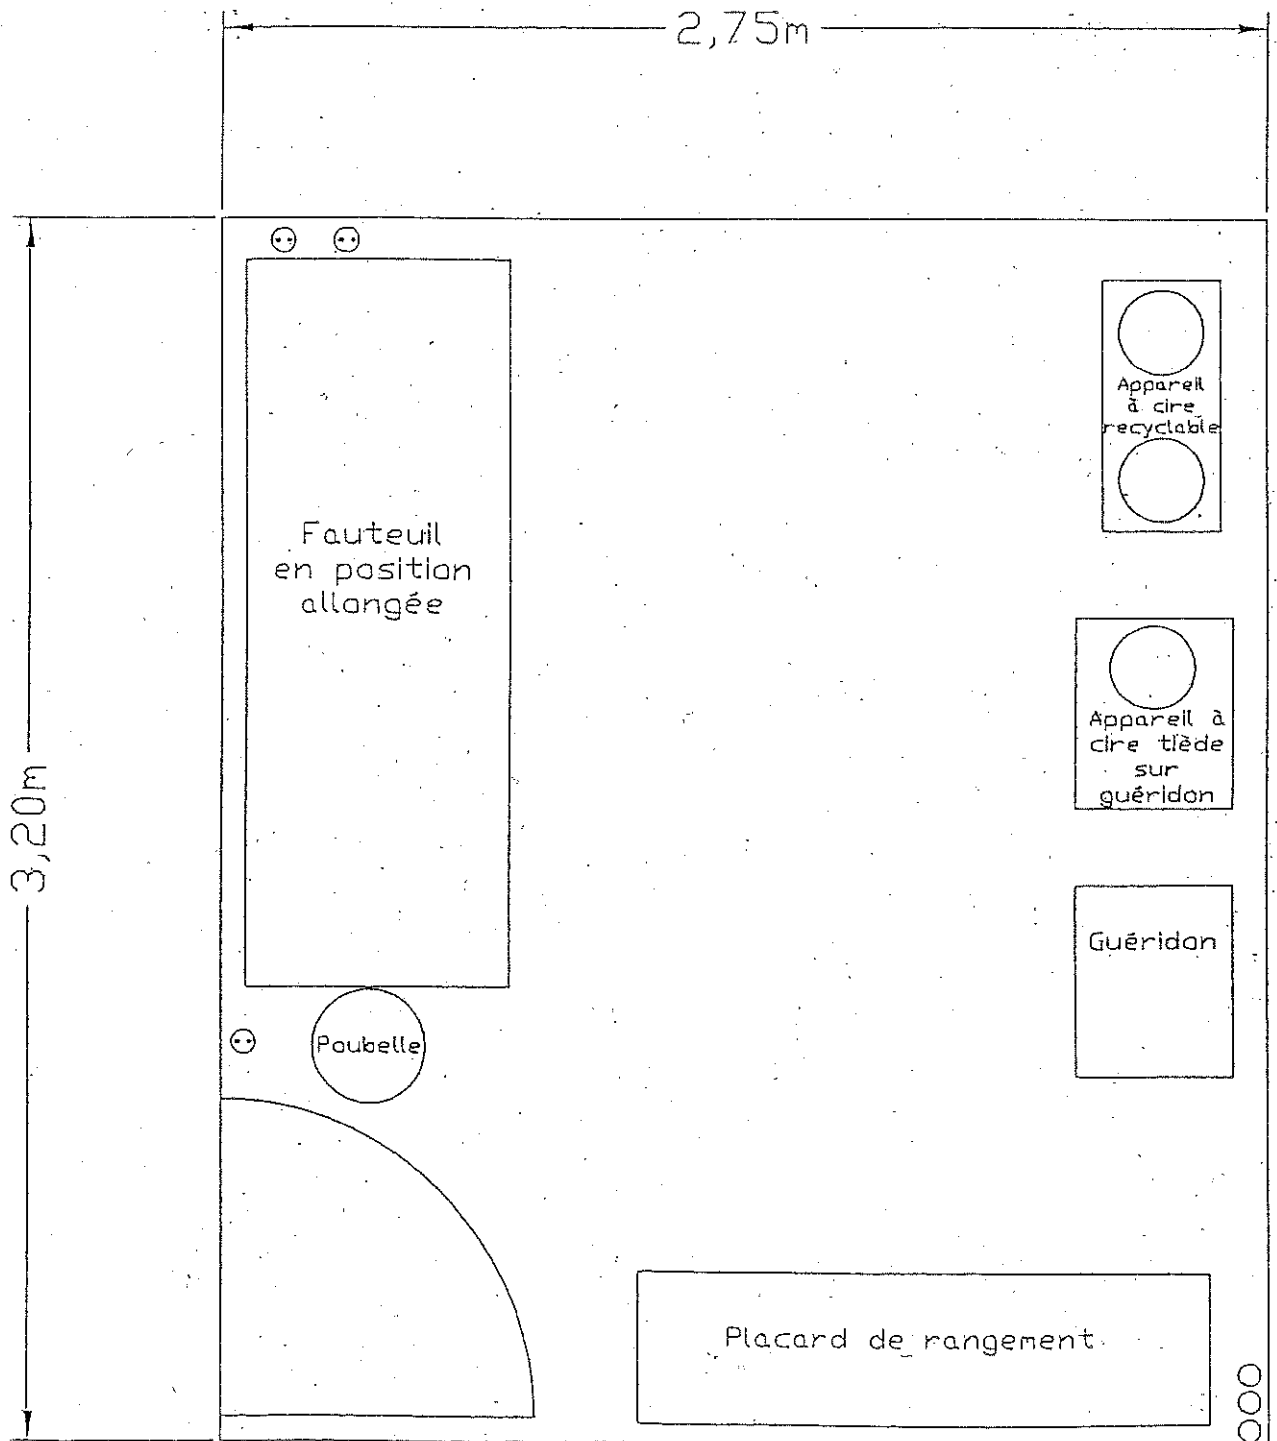 2,75m
Appareil
à cire
recyclable
Fauteuil
en position
allongée
Appareil à
cire tiède
sur
guéridon
3,20m
Guéridon
Poubelle
Placard de rangement